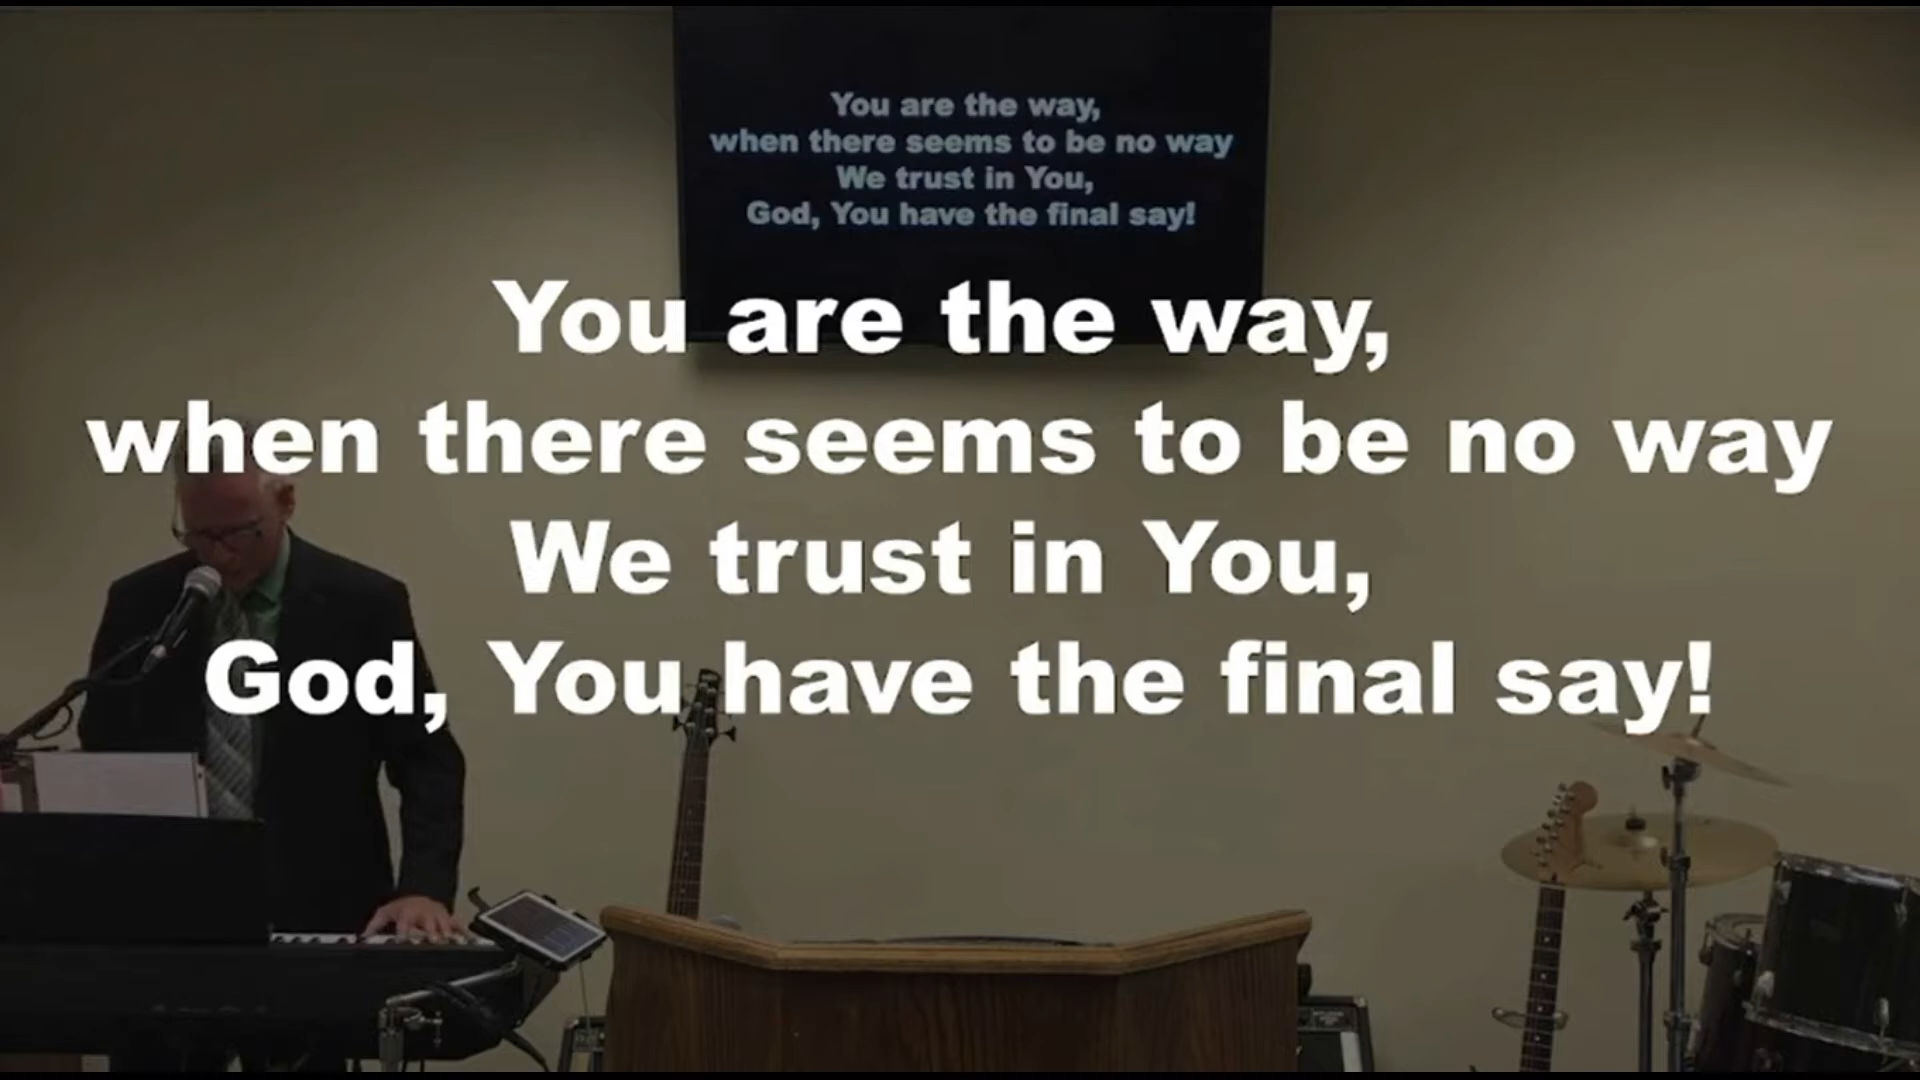 You are the way,
when there seems to be no way
We trust in You,
God, You have the final say!
You are the way,
when there seems to be no way
We trust in You,
God, You have the final say!